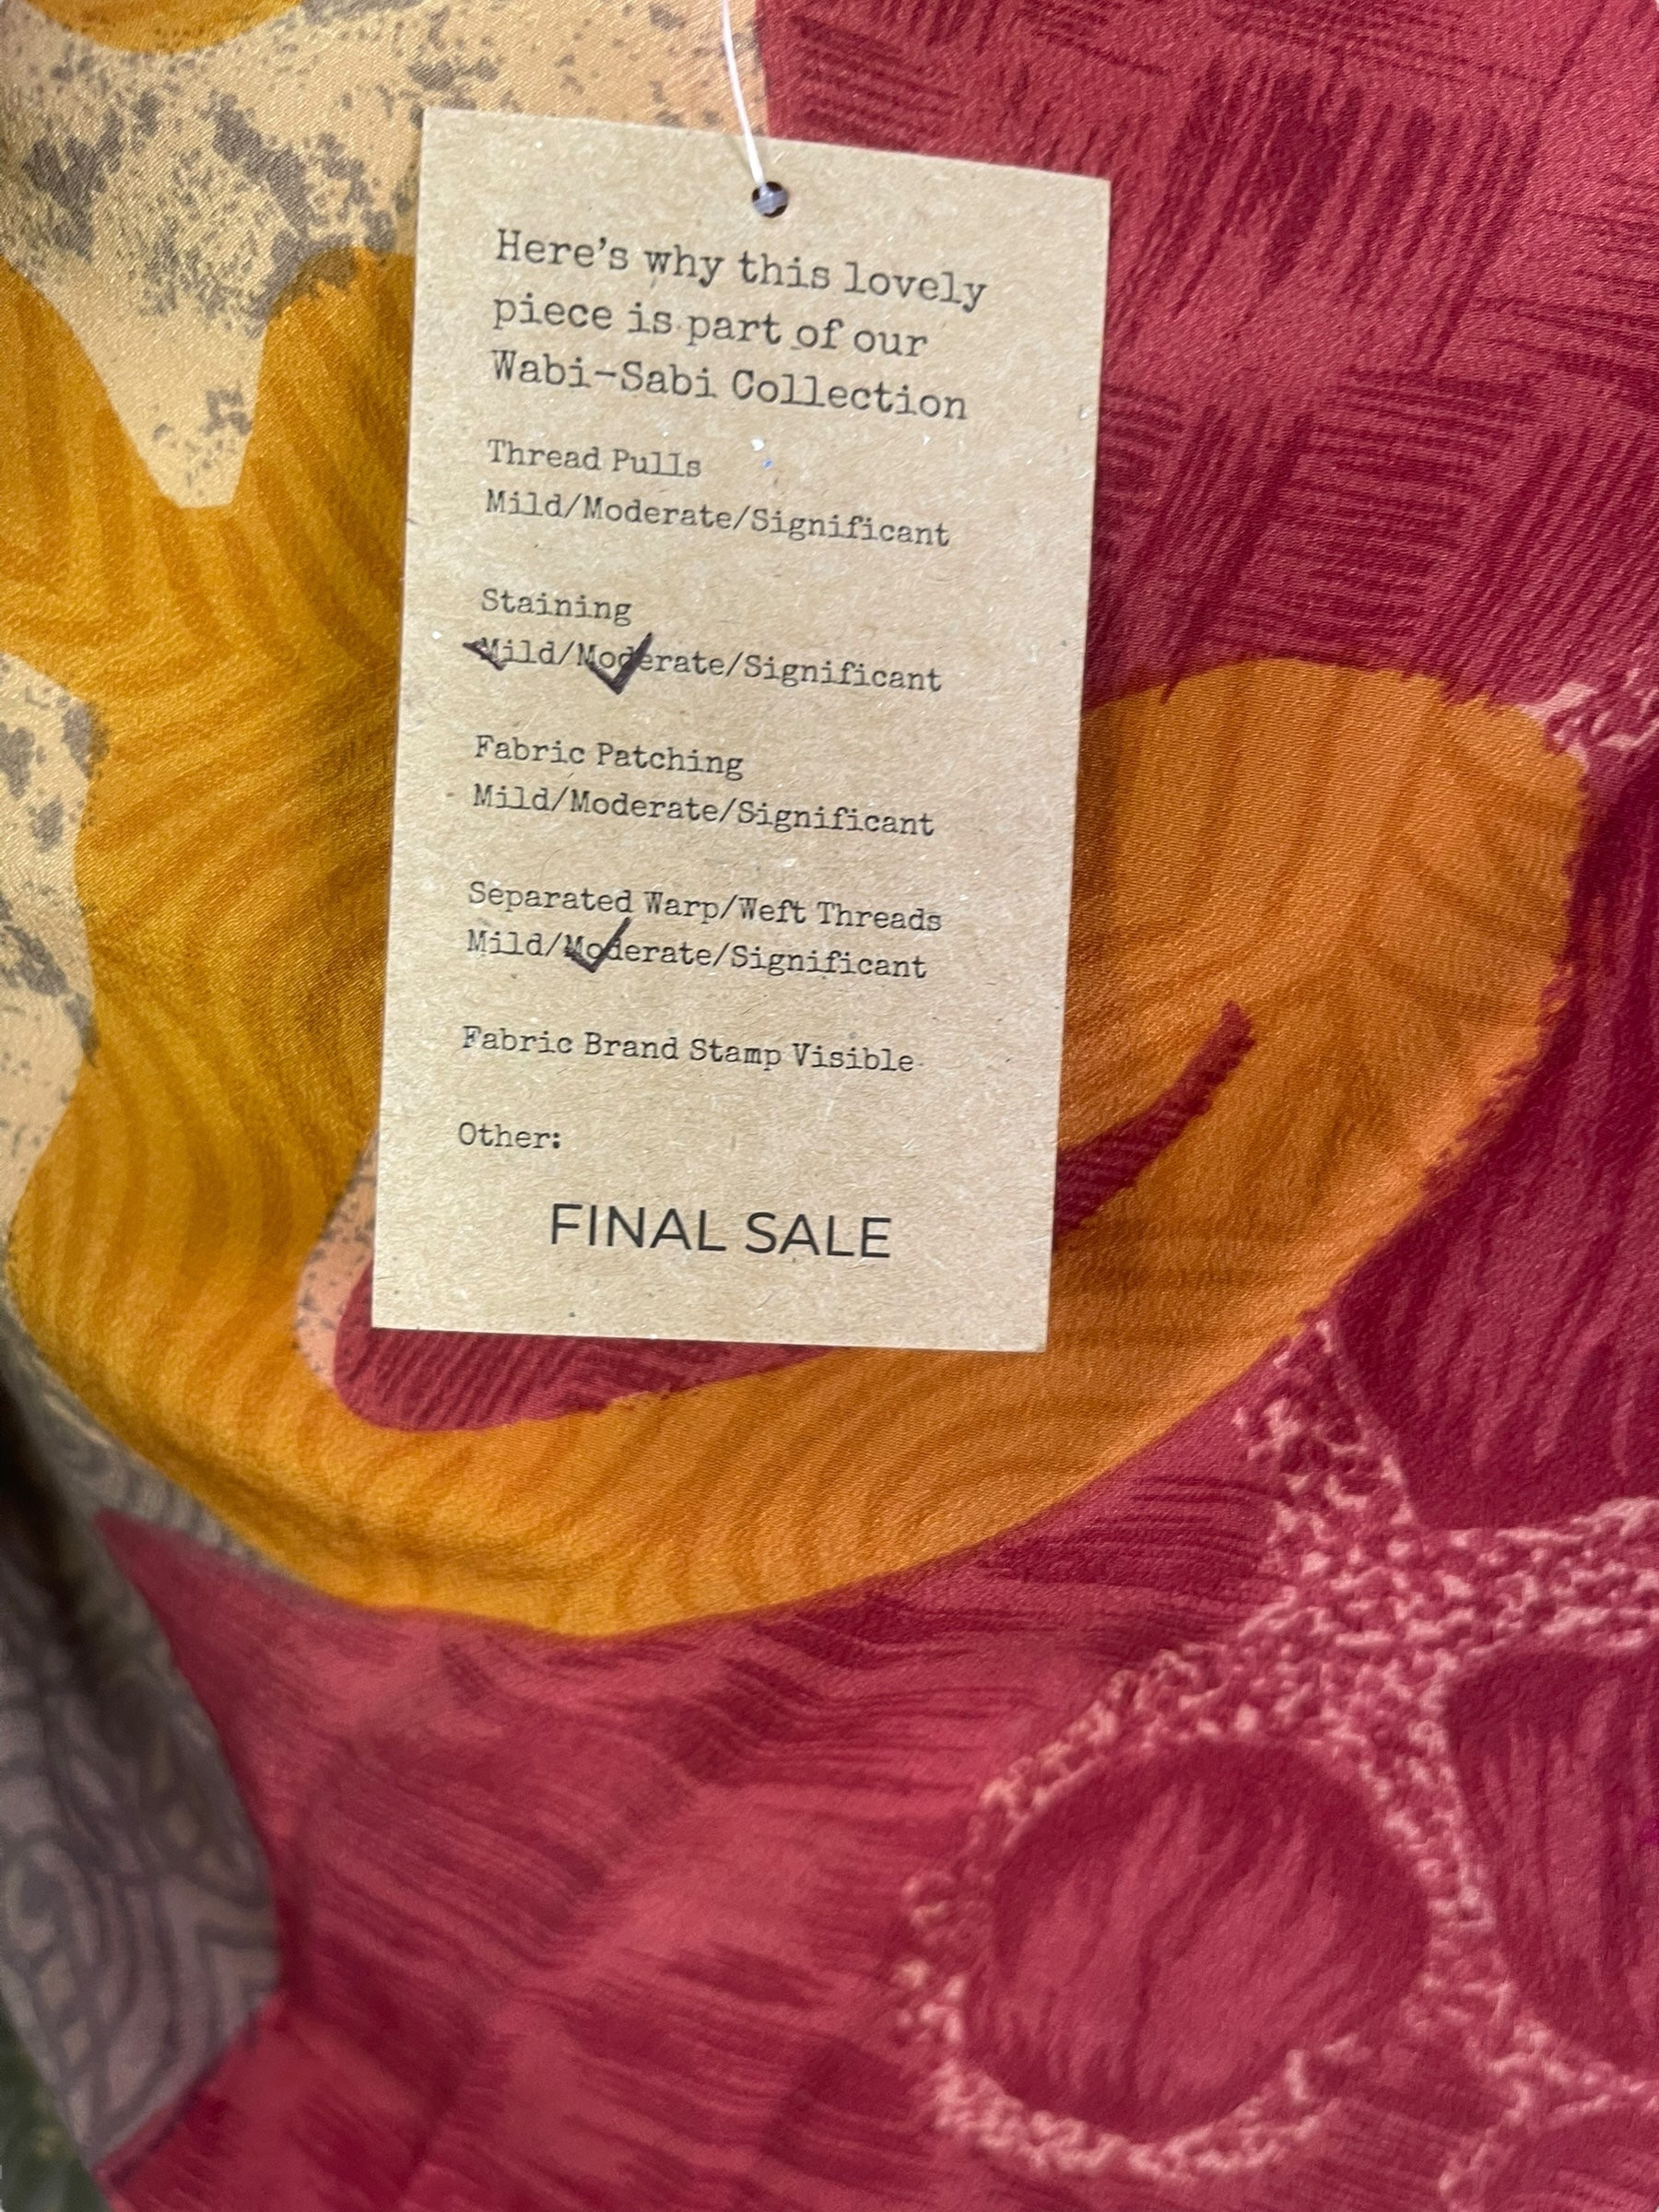 Here's why this lovely
piece is part of our
Wabi-Sabi Collection
Thread Pulls
Mild/Moderate/Significant
Staining
Mild/Moderate/Significant
Fabric Patching
Mild/Moderate/Significant
Separated Warp/Weft Threads
Mild/Moderate/Significant
Fabric Brand Stamp Visible
Other:
FINAL SALE